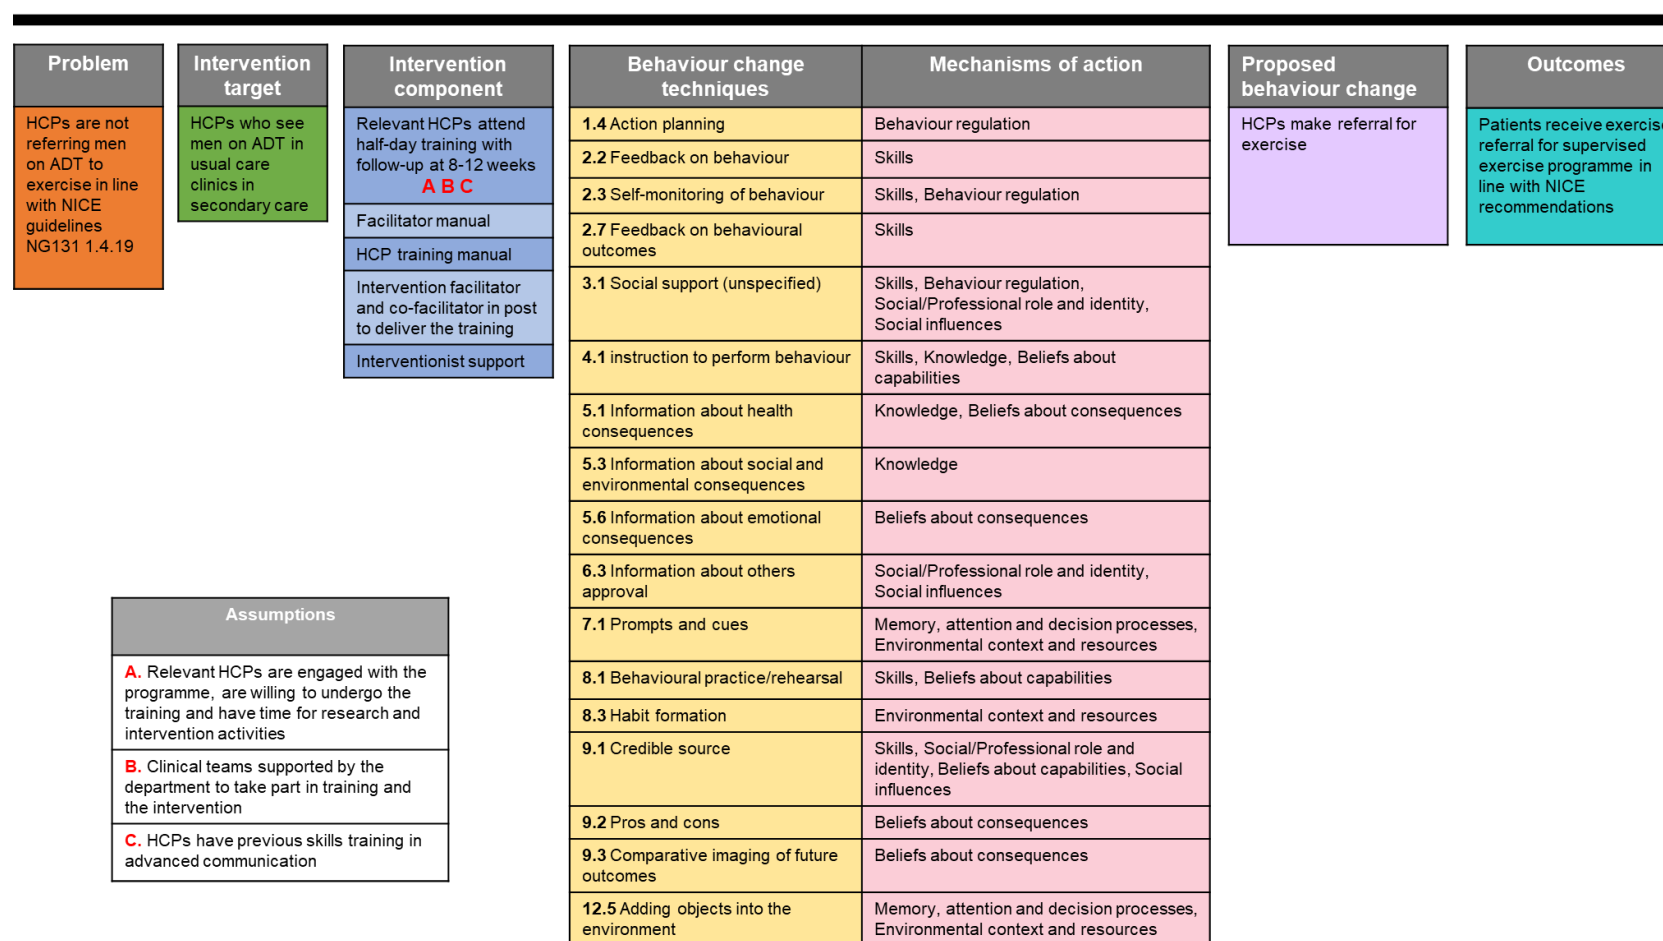 Problem
HCPs are not
referring men
on ADT to
exercise in line
with NICE
guidelines
NG131 1.4.19
Intervention
target
HCPs who see
men on ADT in
usual care
clinics in
secondary care
Intervention
component
Relevant HCPs attend
half-day training with
follow-up at 8-12 weeks
A B C
Facilitator manual
HCP training manual
Intervention facilitator
and co-facilitator in post
to deliver the training
Interventionist support
Behaviour change
techniques
Mechanisms of action
1.4 Action planning
Behaviour regulation
2.2 Feedback on behaviour
Skills
2.3 Self-monitoring of behaviour
Skills, Behaviour regulation
2.7 Feedback on behavioural
outcomes
Skills
3.1 Social support (unspecified)
Skills, Behaviour regulation,
Social/Professional role and identity,
Social influences
4.1 instruction to perform behaviour
Skills, Knowledge, Beliefs about
capabilities
5.1 Information about health
consequences
Knowledge, Beliefs about consequences
5.3 Information about social and
environmental consequences
Knowledge
5.6 Information about emotional
consequences
Beliefs about consequences
6.3 Information about others
approval
Social/Professional role and identity,
Social influences
7.1 Prompts and cues
Memory, attention and decision processes,
Environmental context and resources
8.1 Behavioural practice/rehearsal
Skills, Beliefs about capabilities
8.3 Habit formation
Environmental context and resources
9.1 Credible source
Skills, Social/Professional role and
identity, Beliefs about capabilities, Social
influences
9.2 Pros and cons
Beliefs about consequences
9.3 Comparative imaging of future
outcomes
Beliefs about consequences
12.5 Adding objects into the
environment
Memory, attention and decision processes,
Environmental context and resources
Proposed
behaviour change
HCPs make referral for
exercise
Outcomes
Patients receive exercise
referral for supervised
exercise programme in
line with NICE
recommendations
Assumptions
A. Relevant HCPs are engaged with the
programme, are willing to undergo the
training and have time for research and
intervention activities
B. Clinical teams supported by the
department to take part in training and
the intervention
C. HCPs have previous skills training in
advanced communication